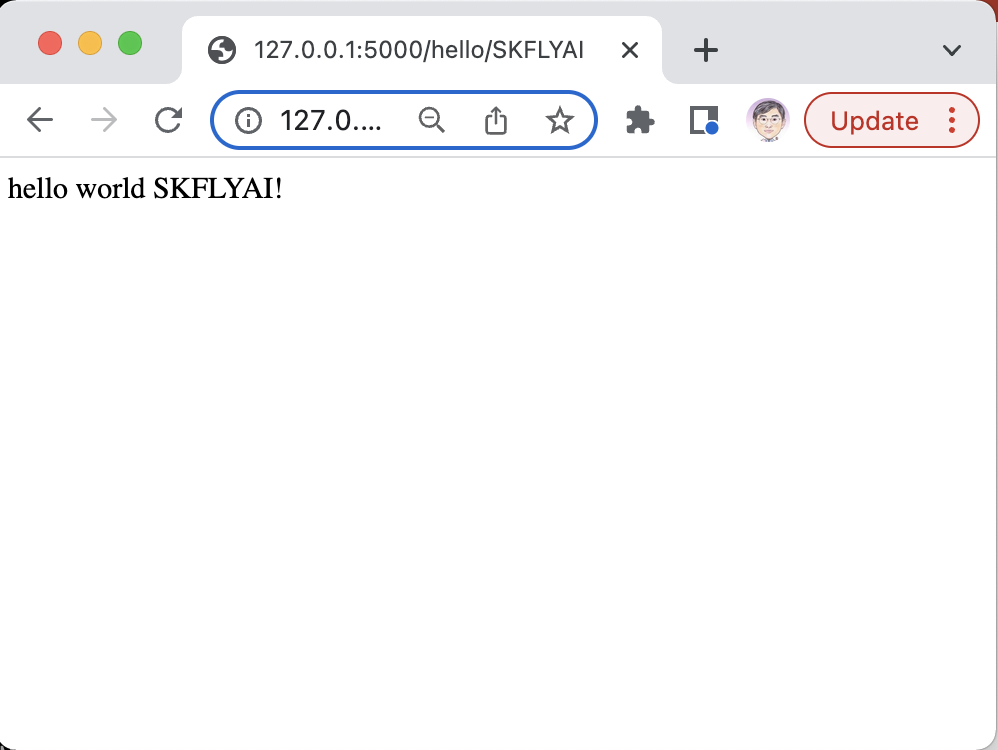 127.0.0.1:5000/hello/SKFLYAI
127.0.... Update
hello world SKFLYAI!